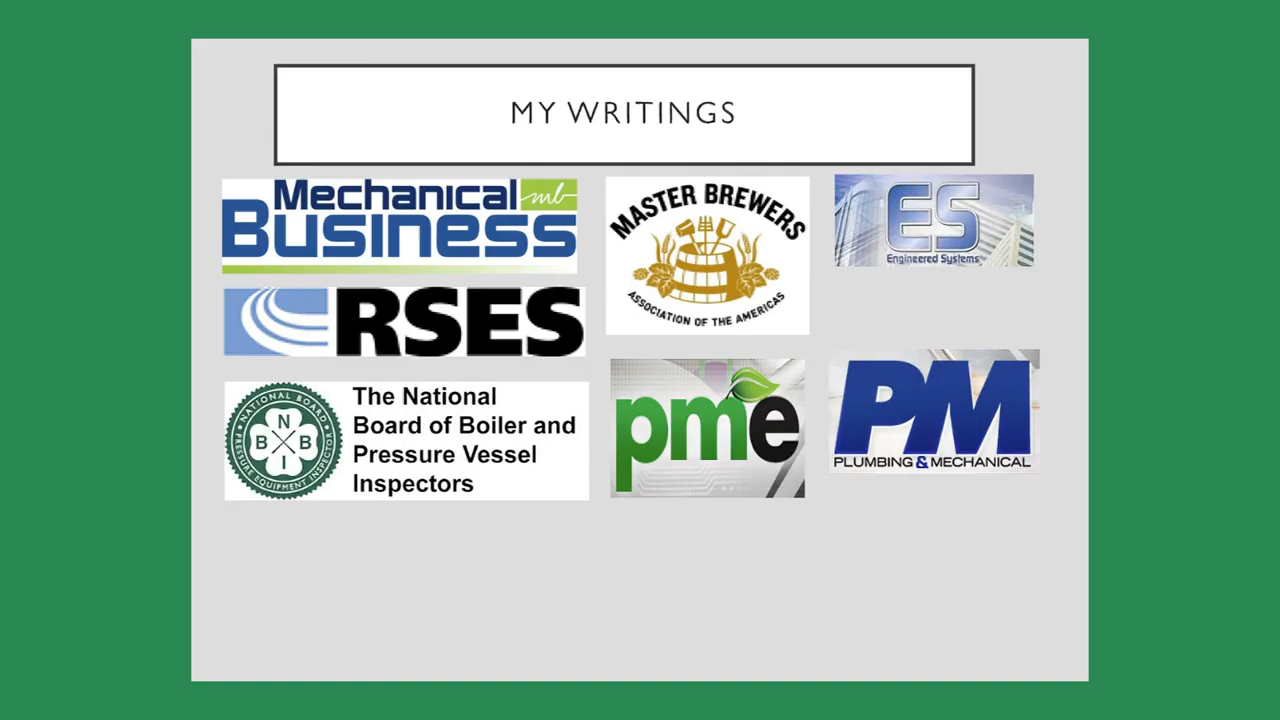 MY WRITINGS
Mechanical
Business
mb
MASTER BREWERS
ASSOCIATION OF THE AMERICAS
ES
Engineered Systems
RSES
NATIONAL BOARD
PRESSURE EQUIPMENT INSPECTOR
N
B B
I
The National
Board of Boiler and
Pressure Vessel
Inspectors
pme
PM
PLUMBING & MECHANICAL